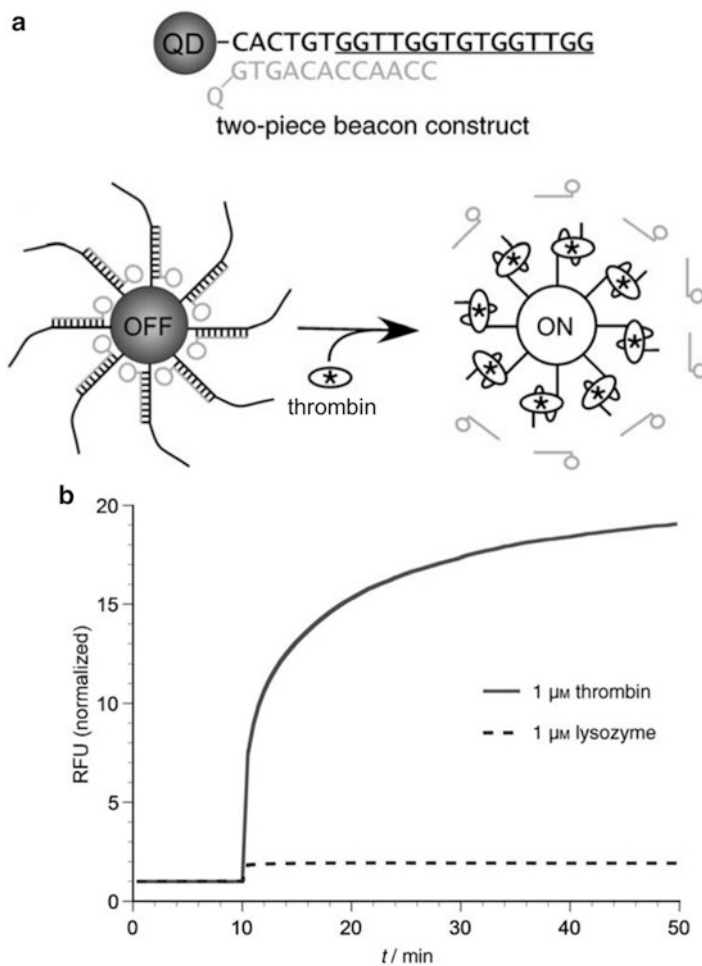 a
QD-CACTGTGGTTGGTGTGGTTGG
GTGACACCAACC
Q
two-piece beacon construct
OFF
thrombin
*
ON
* * * * * * * *
b
20
15
10
5
0
RFU (normalized)
1 μM thrombin
1 μM lysozyme
0 10 20 30 40 50
t / min